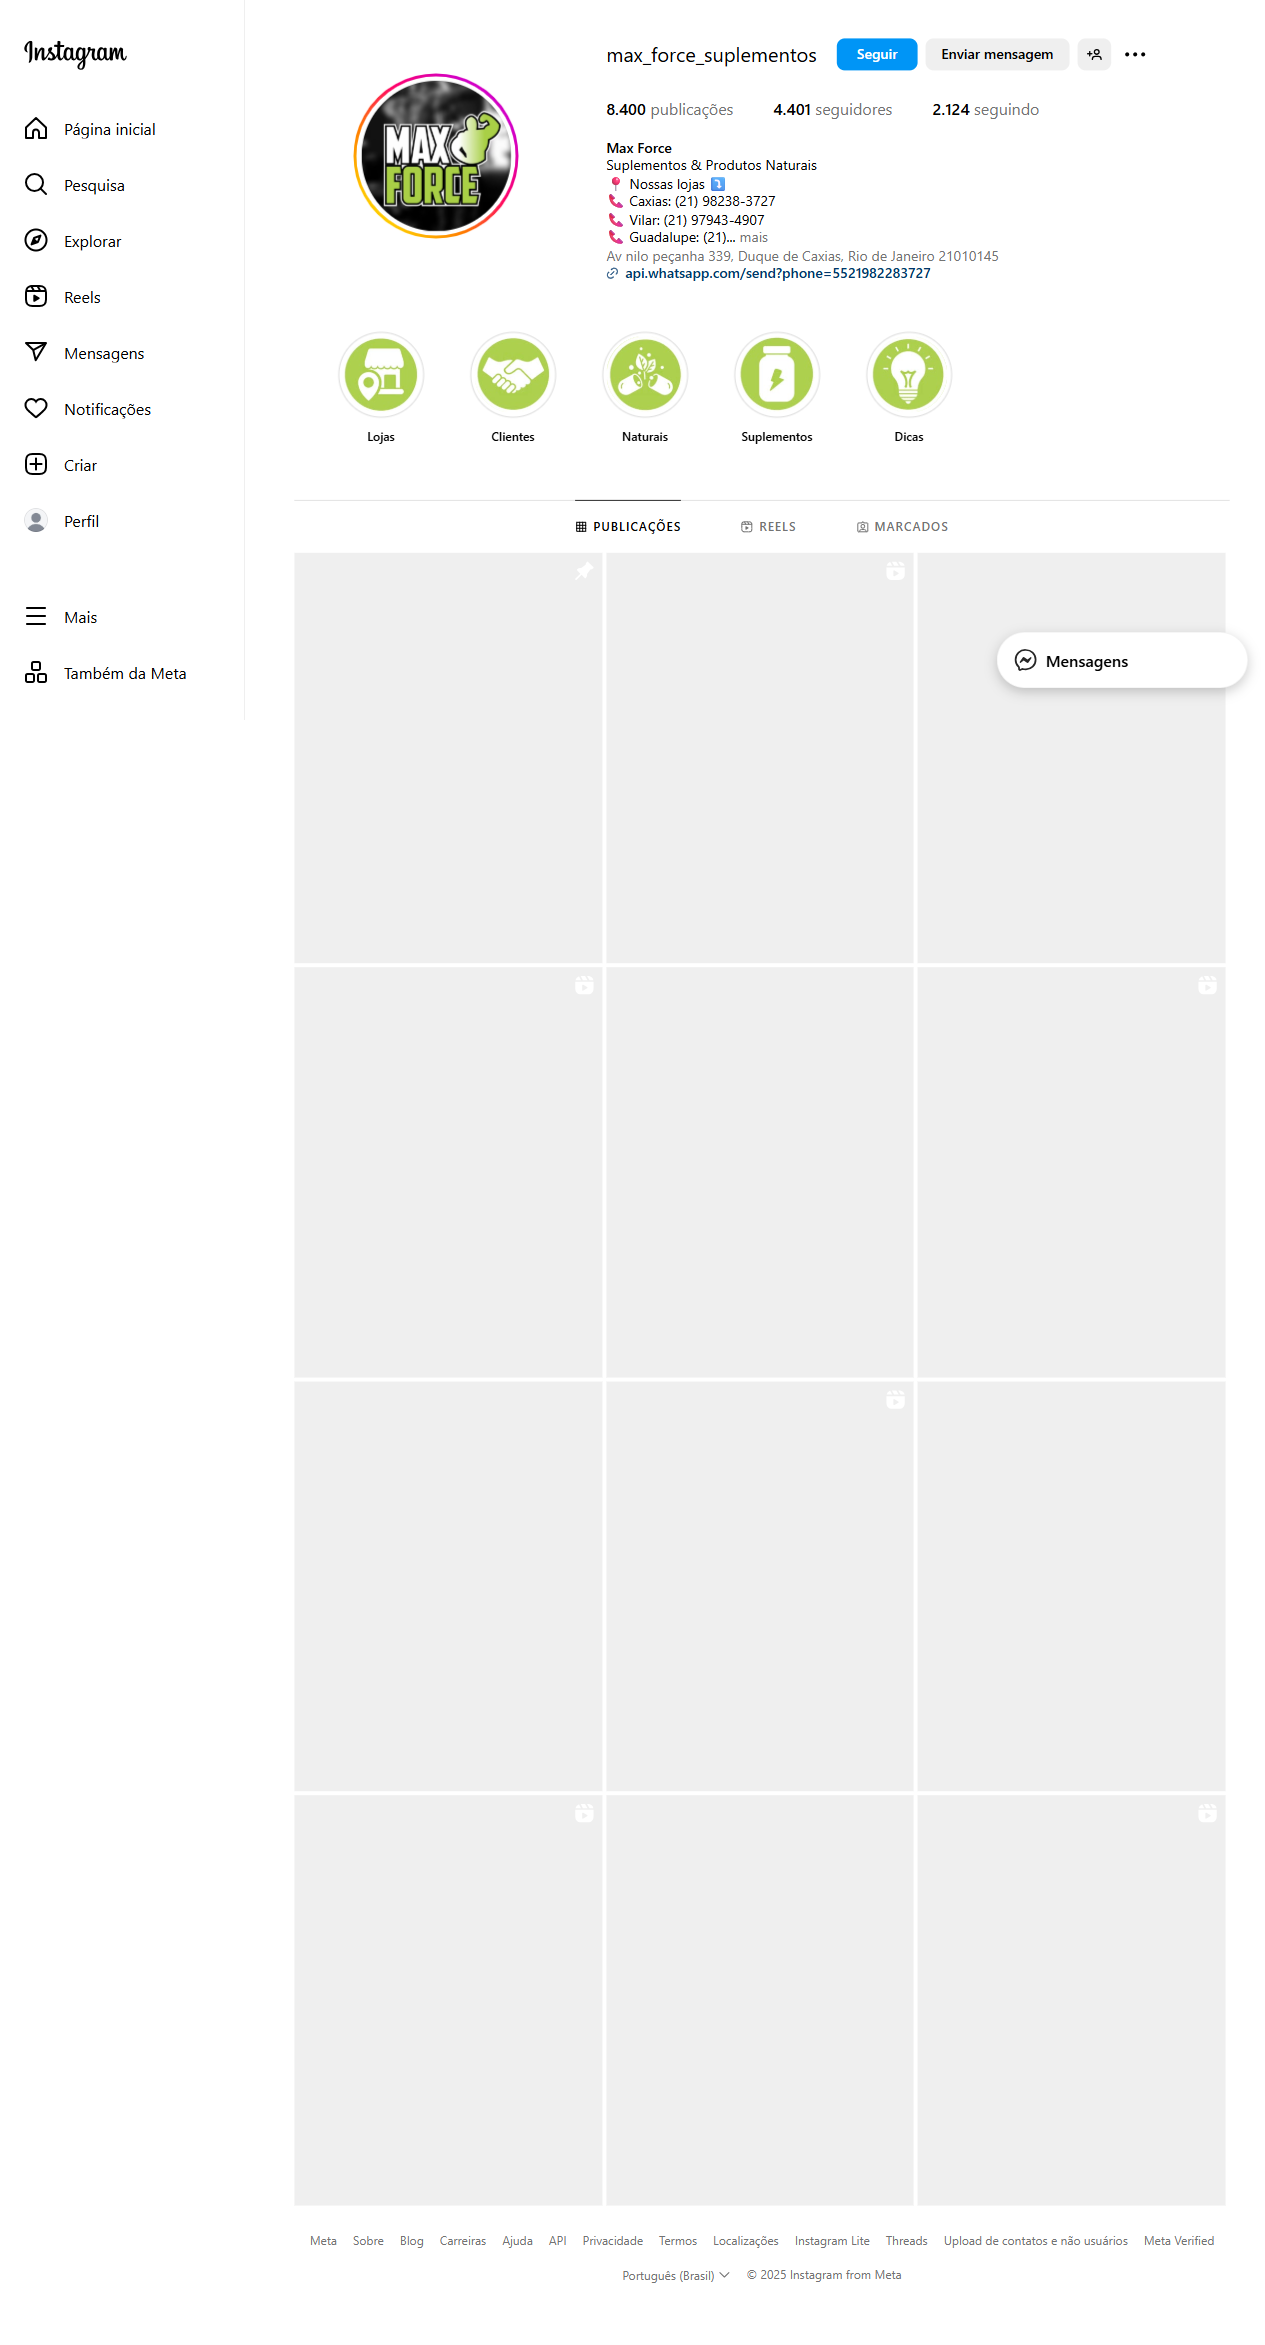 Instagram
Página inicial
Pesquisa
Explorar
Reels
Mensagens
Notificações
Criar
Perfil
Mais
Também da Meta
max_force_suplementos
Seguir
Enviar mensagem
8.400 publicações 4.401 seguidores 2.124 seguindo
MAX
FORCE
Max Force
Suplementos & Produtos Naturais
📍 Nossas lojas ⤵️
📞 Caxias: (21) 98238-3727
📞 Vilar: (21) 97943-4907
📞 Guadalupe: (21)... mais
Av nilo peçanha 339, Duque de Caxias, Rio de Janeiro 21010145
api.whatsapp.com/send?phone=5521982283727
Lojas
Clientes
Naturais
Suplementos
Dicas
PUBLICAÇÕES
REELS
MARCADOS
Mensagens
Meta Sobre Blog Carreiras Ajuda API Privacidade Termos Localizações Instagram Lite Threads Upload de contatos e não usuários Meta Verified
Português (Brasil) © 2025 Instagram from Meta